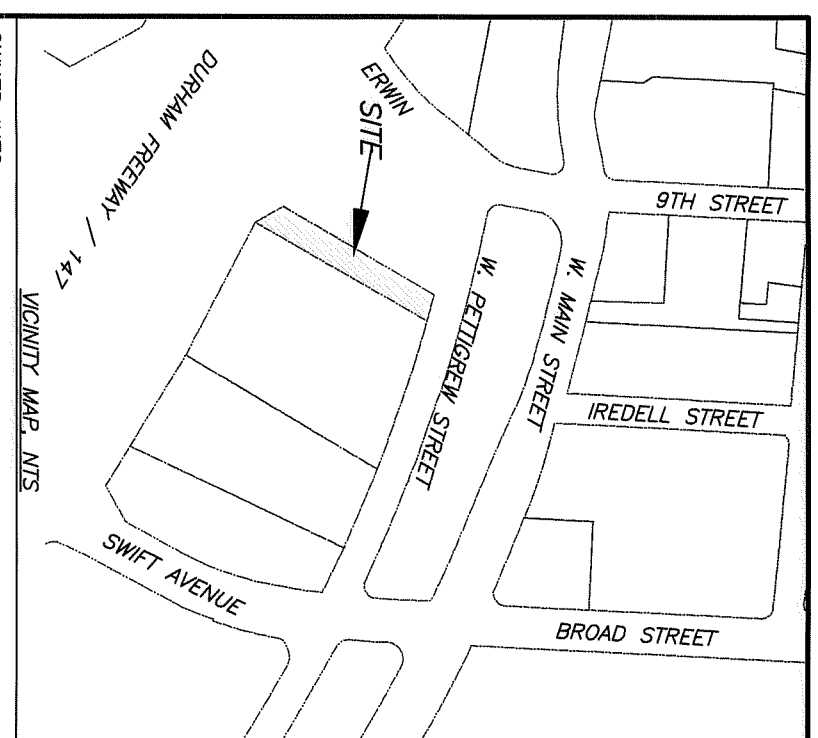 DURHAM FREEWAY / 147
ERWIN
SITE
9TH STREET
W. MAIN STREET
W. PETTIGREW STREET
IREDELL STREET
SWIFT AVENUE
BROAD STREET
VICINITY MAP, NTS